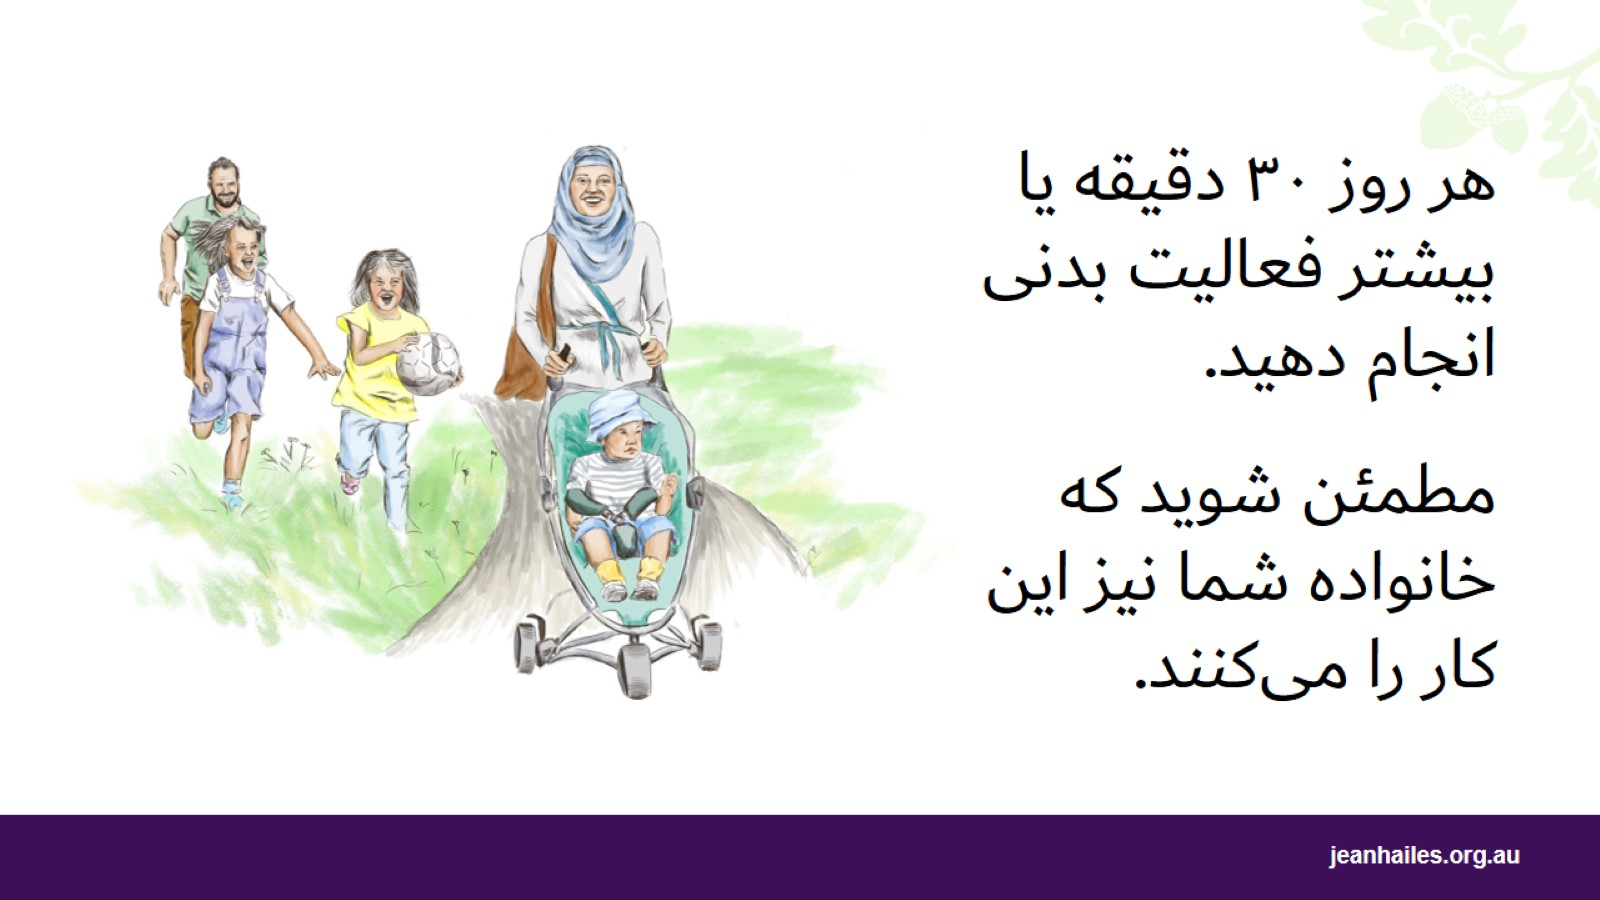 هر روز ۳۰ دقیقه یا
بیشتر فعالیت بدنی
انجام دهید.
مطمئن شوید که
خانواده شما نیز این
کار را می‌کنند.
jeanhailes.org.au